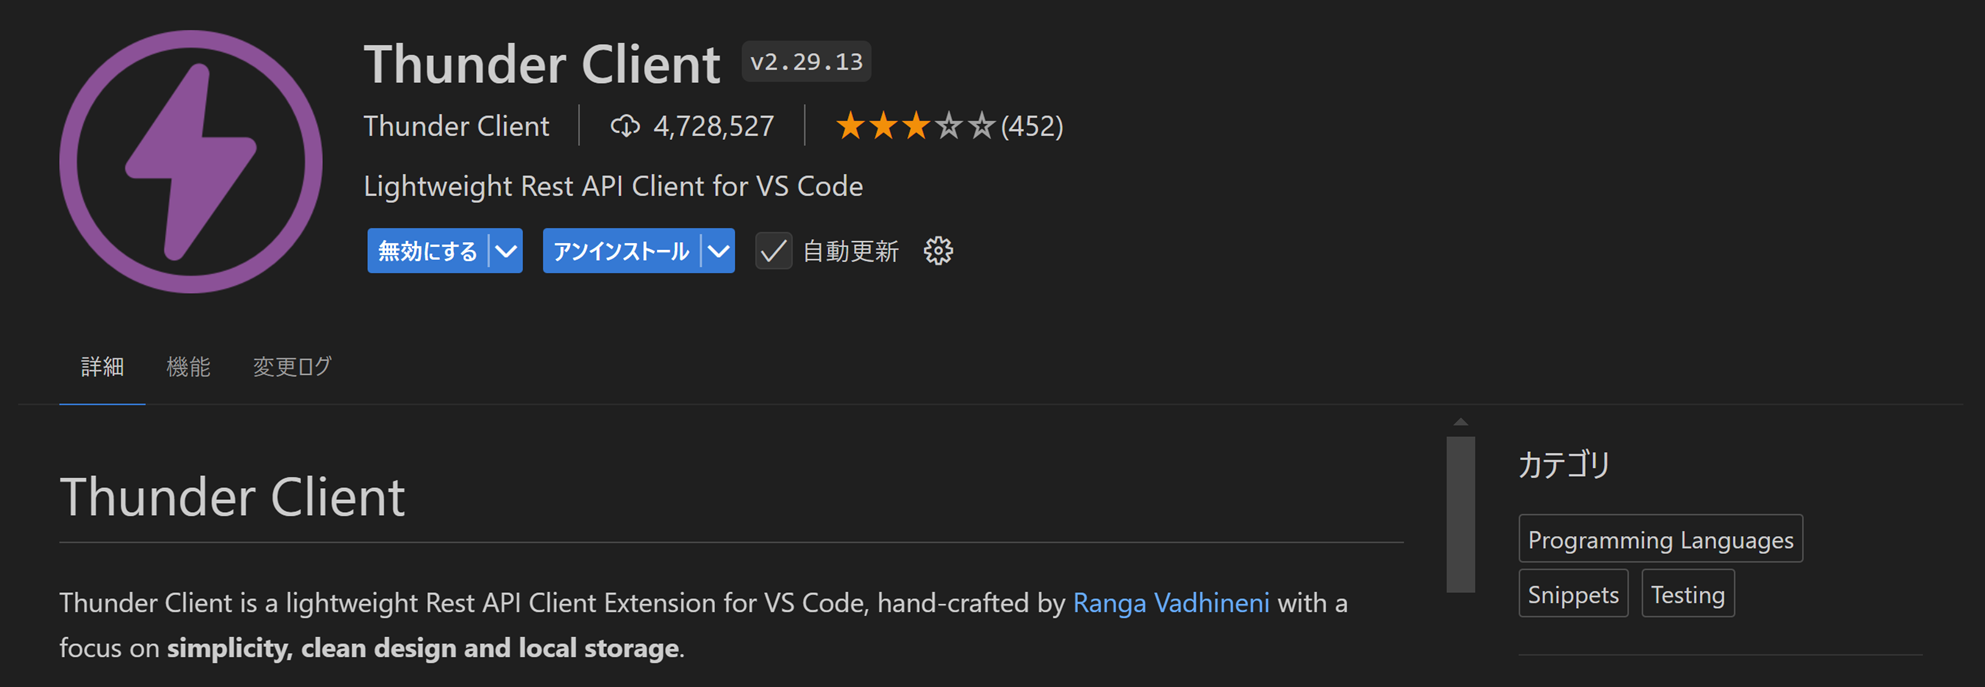 Thunder Client v2.29.13
Thunder Client 4,728,527 (452)
Lightweight Rest API Client for VS Code
無効にする アンインストール 自動更新
詳細 機能 変更ログ
Thunder Client
Thunder Client is a lightweight Rest API Client Extension for VS Code, hand-crafted by Ranga Vadhineni with a
focus on simplicity, clean design and local storage.
カテゴリ
Programming Languages
Snippets Testing